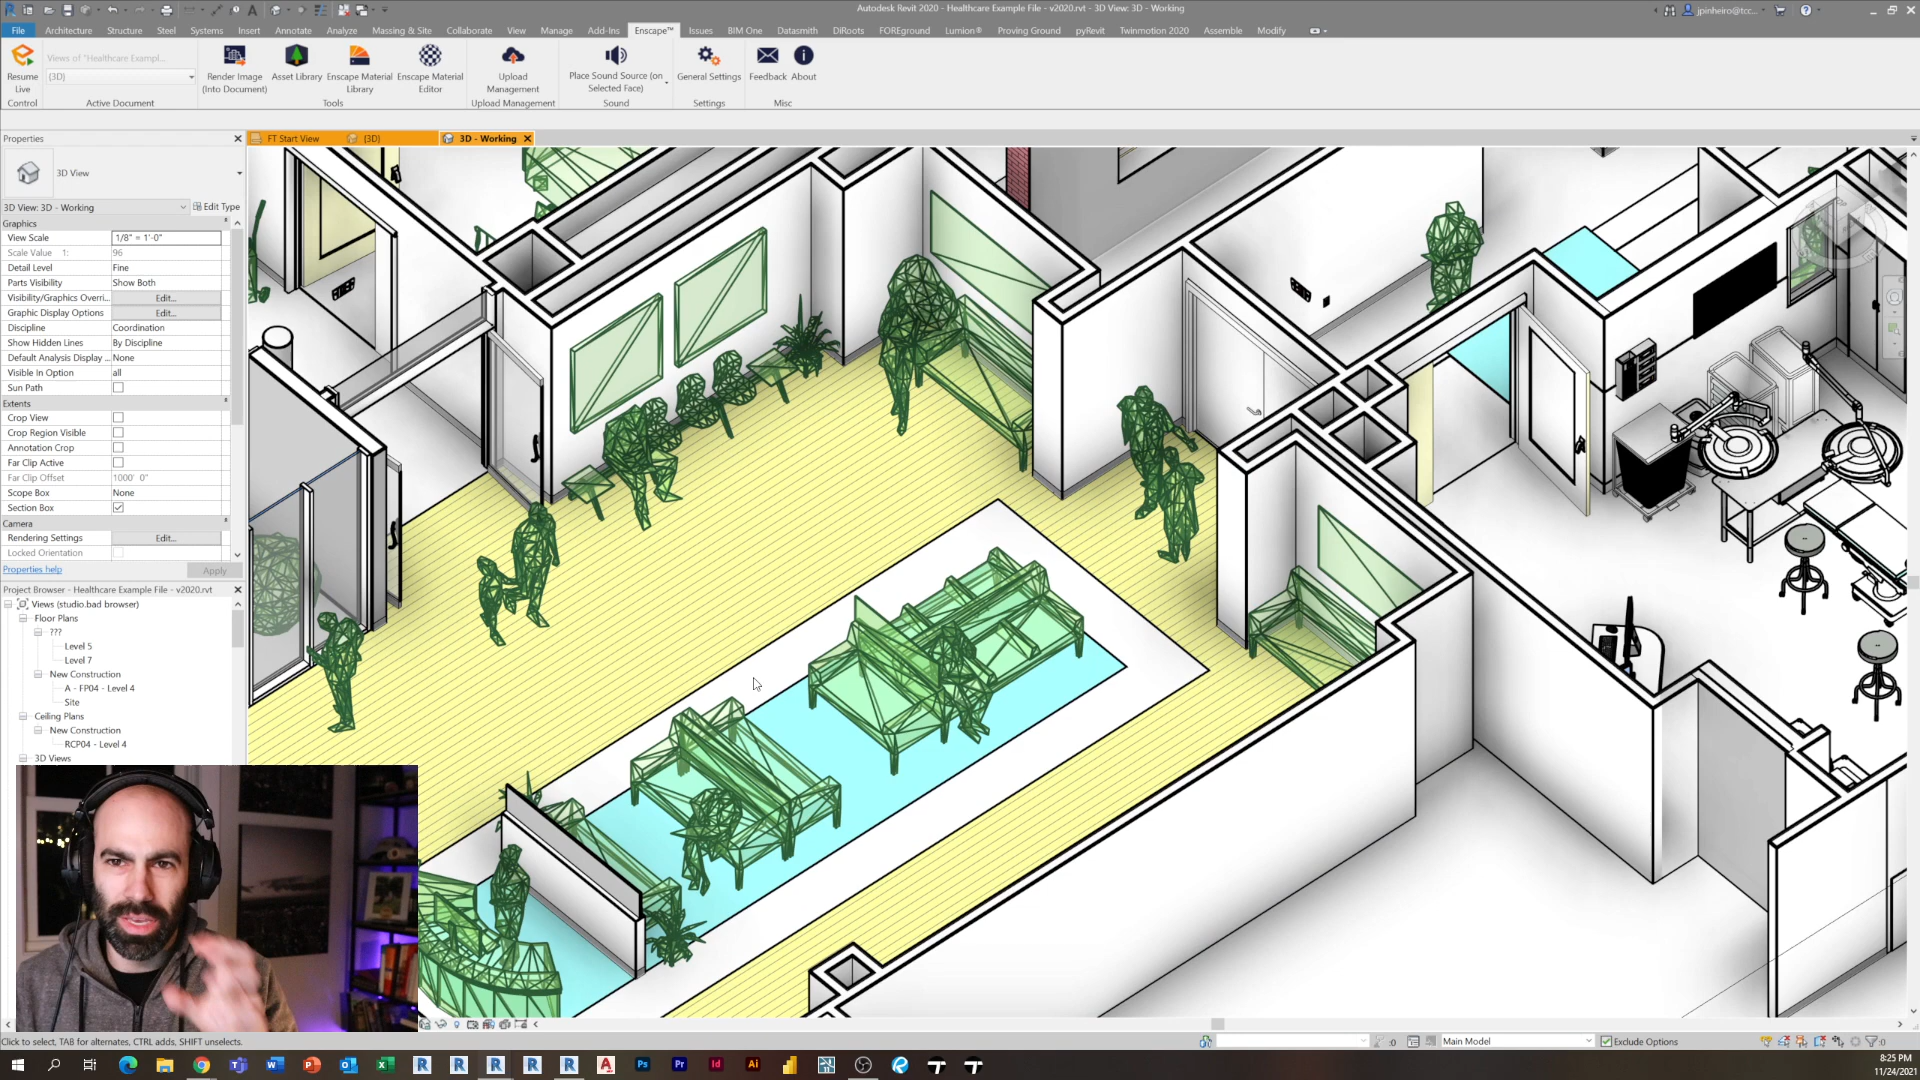 Autodesk Revit 2020 - Healthcare Example File - v2020.rvt - 3D View: 3D - Working
jpinheiro@tcc...
File Architecture Structure Steel Systems Insert Annotate Analyze Massing & Site Collaborate View Manage Add-Ins Enscape™ Issues BIM One Datasmith DiRoots FOREground Lumion® Proving Ground pyRevit Twinmotion 2020 Assemble Modify
Views of "Healthcare Exampl...
{3D}
Resume Live
Render Image (Into Document)
Asset Library
Enscape Material Library
Enscape Material Editor
Upload Management
Place Sound Source (on Selected Face)
General Settings
Feedback
About
Control Active Document Tools Upload Management Sound Settings Misc
Properties
FT Start View {3D} 3D - Working
3D View
3D View: 3D - Working Edit Type
Graphics
View Scale 1/8" = 1'-0"
Scale Value 1: 96
Detail Level Fine
Parts Visibility Show Both
Visibility/Graphics Overri... Edit...
Graphic Display Options Edit...
Discipline Coordination
Show Hidden Lines By Discipline
Default Analysis Display ... None
Visible In Option all
Sun Path
Extents
Crop View
Crop Region Visible
Annotation Crop
Far Clip Active
Far Clip Offset 1000' 0"
Scope Box None
Section Box
Camera
Rendering Settings Edit...
Locked Orientation
Properties help Apply
Project Browser - Healthcare Example File - v2020.rvt
Views (studio.bad browser)
Floor Plans
???
Level 5
Level 7
New Construction
A - FP04 - Level 4
Site
Ceiling Plans
New Construction
RCP04 - Level 4
3D Views
Click to select, TAB for alternates, CTRL adds, SHIFT unselects.
:0 Main Model Exclude Options :0
8:25 PM
11/24/2021